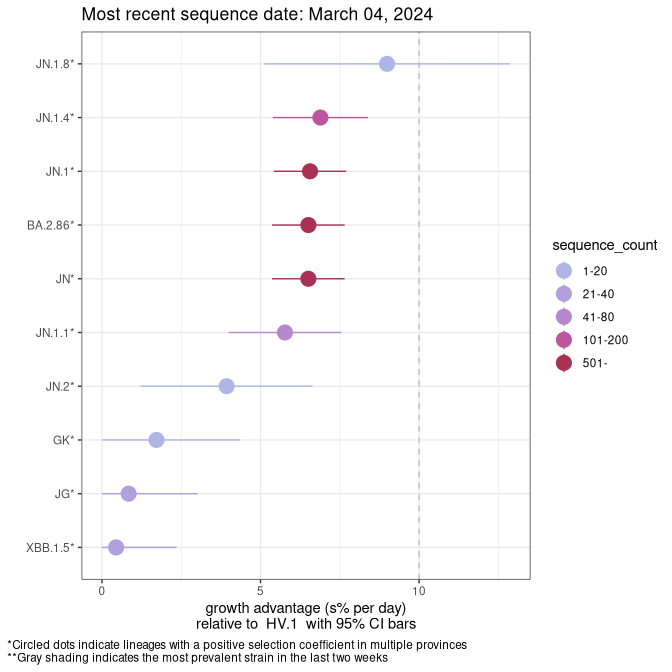 Most recent sequence date: March 04, 2024
JN.1.8*
JN.1.4*
JN.1*
BA.2.86*
JN*
JN.1.1*
JN.2*
GK*
JG*
XBB.1.5*
0 5 10
growth advantage (s% per day)
relative to HV.1 with 95% CI bars
sequence_count
1-20
21-40
41-80
101-200
501-
*Circled dots indicate lineages with a positive selection coefficient in multiple provinces
**Gray shading indicates the most prevalent strain in the last two weeks